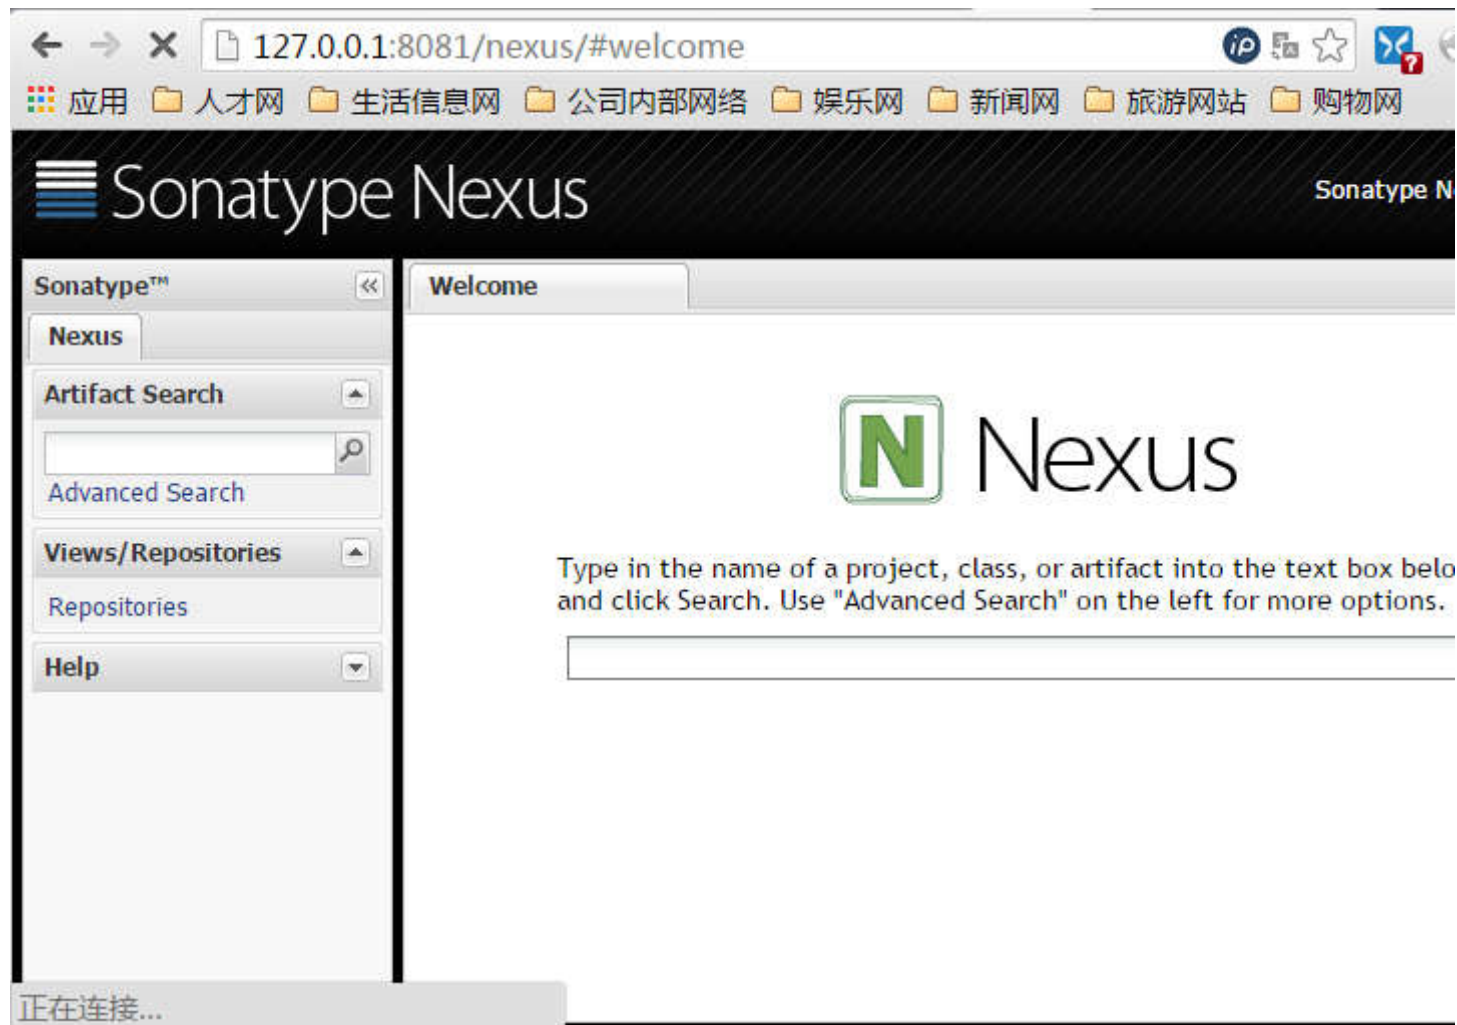 127.0.0.1:8081/nexus/#welcome
应用 人才网 生活信息网 公司内部网络 娱乐网 新闻网 旅游网站 购物网
Sonatype Nexus
Sonatype N
Sonatype™
Welcome
Nexus
Artifact Search
Advanced Search
Views/Repositories
Repositories
Help
N Nexus
Type in the name of a project, class, or artifact into the text box belo
and click Search. Use "Advanced Search" on the left for more options.
正在连接...